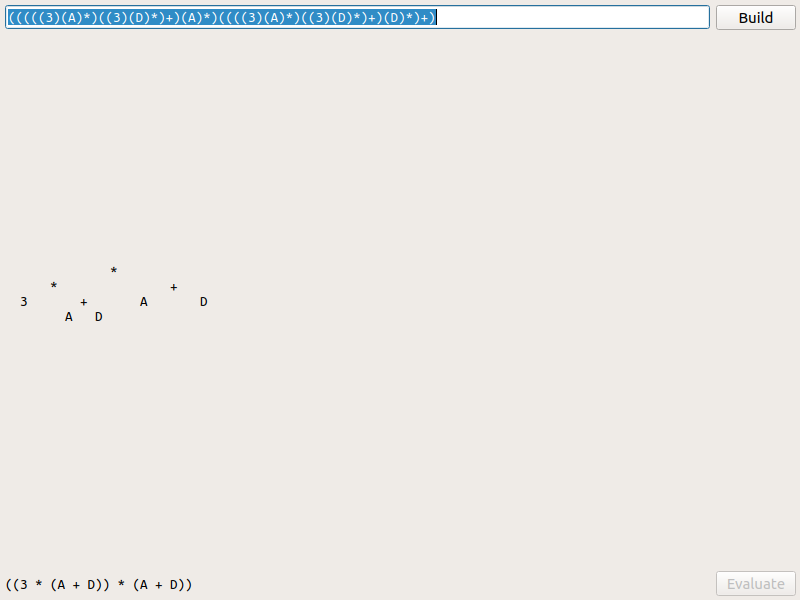 (((((3)(A)*)((3)(D)*)+)(A)*)((((3)(A)*)((3)(D)*)+)(D)*)+) Build
*
* +
3 + A D
A D
((3 * (A + D)) * (A + D)) Evaluate